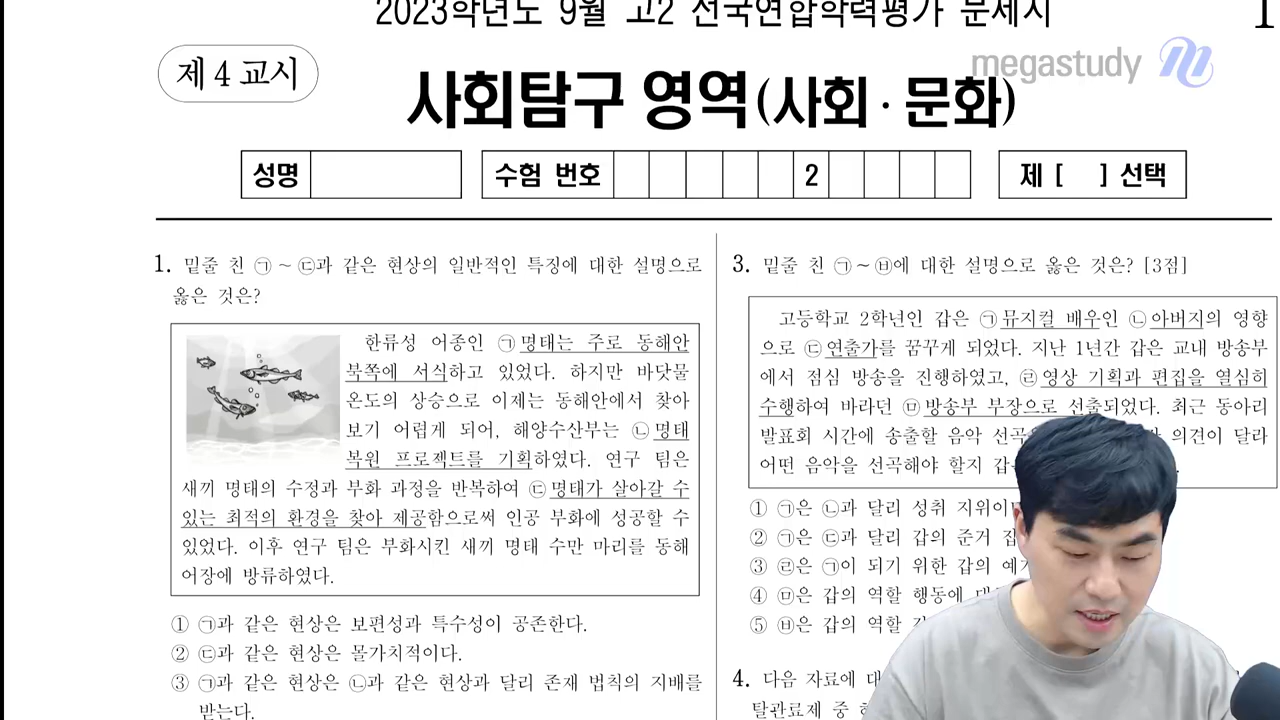 2023학년도 9월 고2 전국연합학력평가 문제지
1
제 4 교시
megastudy
사회탐구 영역(사회 · 문화)
성명
수험 번호
2
제 [ ] 선택
1. 밑줄 친 ㉠ ~ ㉢과 같은 현상의 일반적인 특징에 대한 설명으로
옳은 것은?
한류성 어종인 ㉠ 명태는 주로 동해안
북쪽에 서식하고 있었다. 하지만 바닷물
온도의 상승으로 이제는 동해안에서 찾아
보기 어렵게 되어, 해양수산부는 ㉡ 명태
복원 프로젝트를 기획하였다. 연구 팀은
새끼 명태의 수정과 부화 과정을 반복하여 ㉢ 명태가 살아갈 수
있는 최적의 환경을 찾아 제공함으로써 인공 부화에 성공할 수
있었다. 이후 연구 팀은 부화시킨 새끼 명태 수만 마리를 동해
어장에 방류하였다.
① ㉠과 같은 현상은 보편성과 특수성이 공존한다.
② ㉢과 같은 현상은 몰가치적이다.
③ ㉠과 같은 현상은 ㉡과 같은 현상과 달리 존재 법칙의 지배를
받는다.
3. 밑줄 친 ㉠ ~ ㉥에 대한 설명으로 옳은 것은? [3점]
고등학교 2학년인 갑은 ㉠ 뮤지컬 배우인 ㉡ 아버지의 영향
으로 ㉢ 연출가를 꿈꾸게 되었다. 지난 1년간 갑은 교내 방송부
에서 점심 방송을 진행하였고, ㉣ 영상 기획과 편집을 열심히
수행하여 바라던 ㉤ 방송부 부장으로 선출되었다. 최근 동아리
발표회 시간에 송출할 음악 선곡 의견이 달라
어떤 음악을 선곡해야 할지
① ㉠은 ㉡과 달리 성취 지위이
② ㉠은 ㉢과 달리 갑의 준거
③ ㉣은 ㉠이 되기 위한 갑의
④ ㉤은 갑의 역할 행동에
⑤ ㉥은 갑의 역할
4. 다음 자료에
탈관료제 중